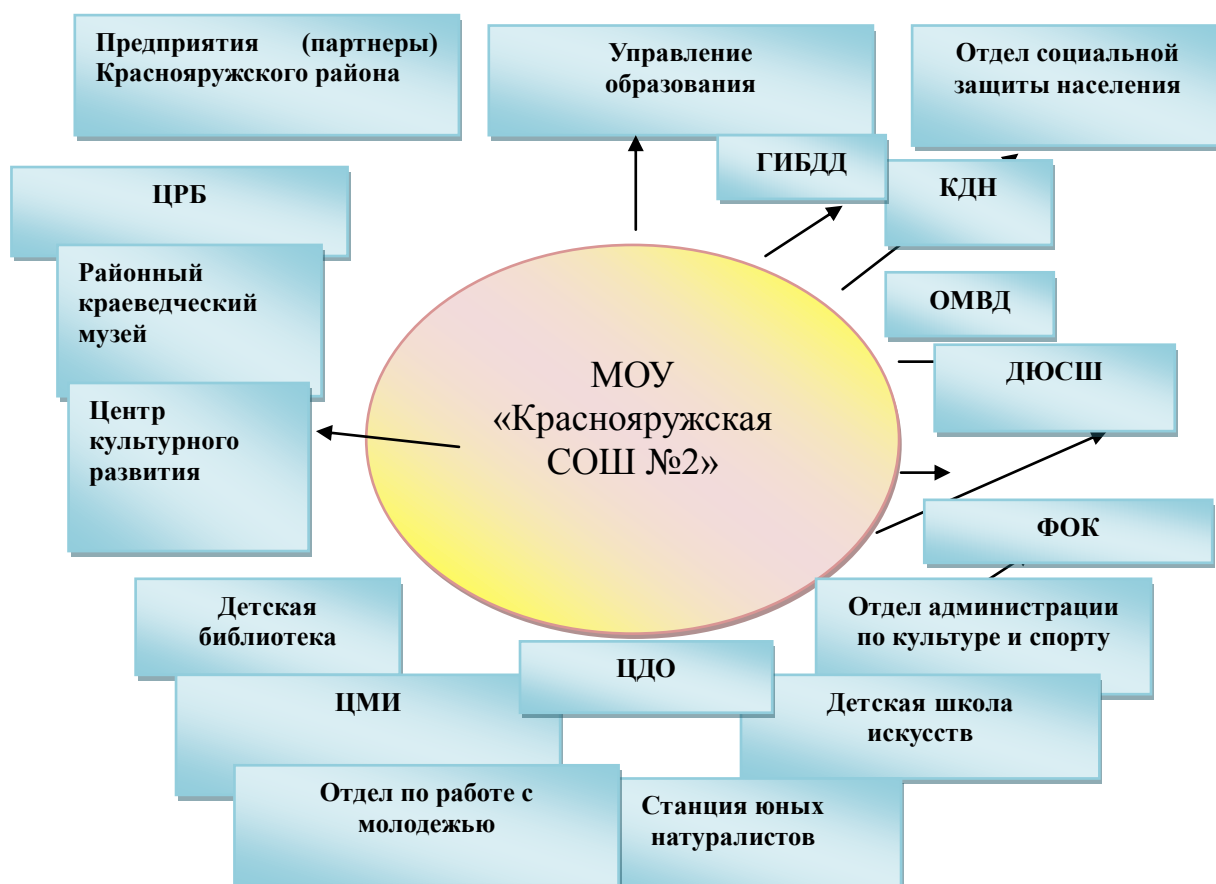 Предприятия (партнеры)
Краснояружского района
Управление
образования
Отдел социальной
защиты населения
ГИБДД
КДН
ЦРБ
Районный
краеведческий
музей
ОМВД
ДЮСШ
МОУ
«Краснояружская
СОШ №2»
Центр
культурного
развития
ФОК
Детская
библиотека
Отдел администрации
по культуре и спорту
ЦДО
ЦМИ
Детская школа
искусств
Отдел по работе с
молодежью
Станция юных
натуралистов